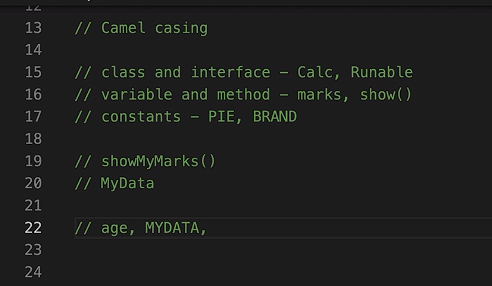 12
13 // Camel casing
14
15 // class and interface - Calc, Runable
16 // variable and method - marks, show()
17 // constants - PIE, BRAND
18
19 // showMyMarks()
20 // MyData
21
22 // age, MYDATA,
23
24